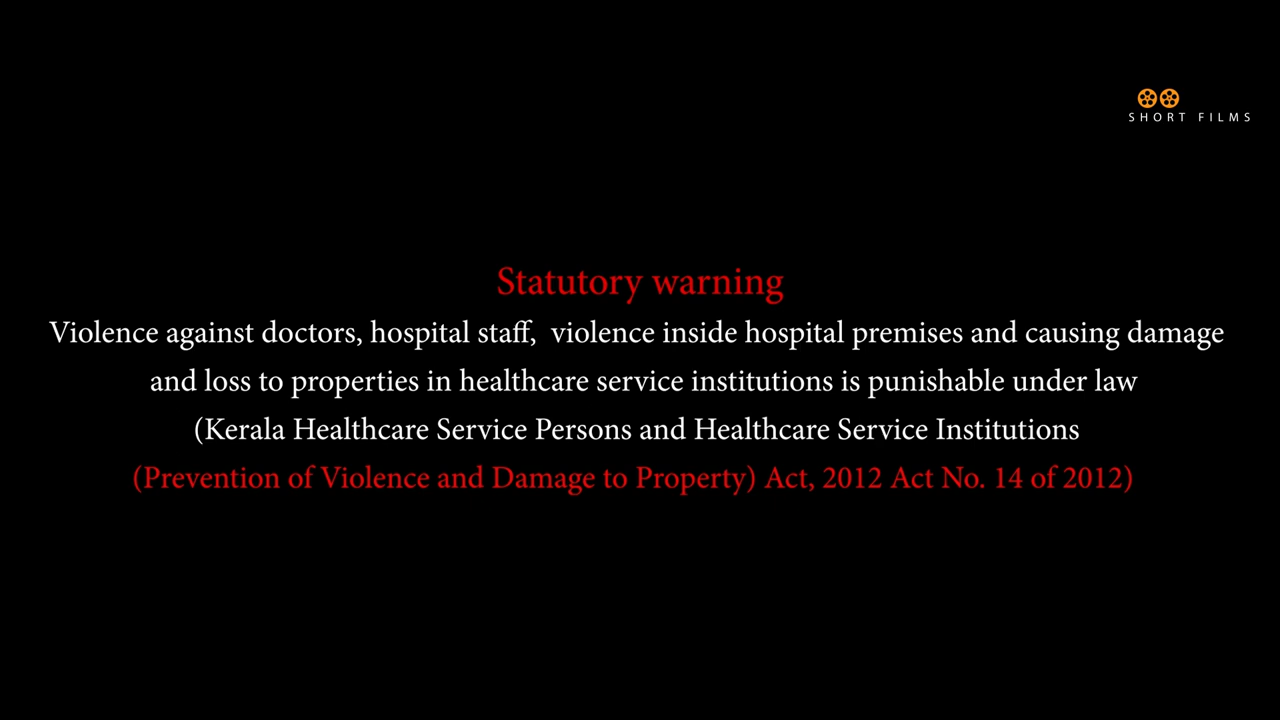 SHORT FILMS
Statutory warning
Violence against doctors, hospital staff,  violence inside hospital premises and causing damage
and loss to properties in healthcare service institutions is punishable under law
(Kerala Healthcare Service Persons and Healthcare Service Institutions
(Prevention of Violence and Damage to Property) Act, 2012 Act No. 14 of 2012)